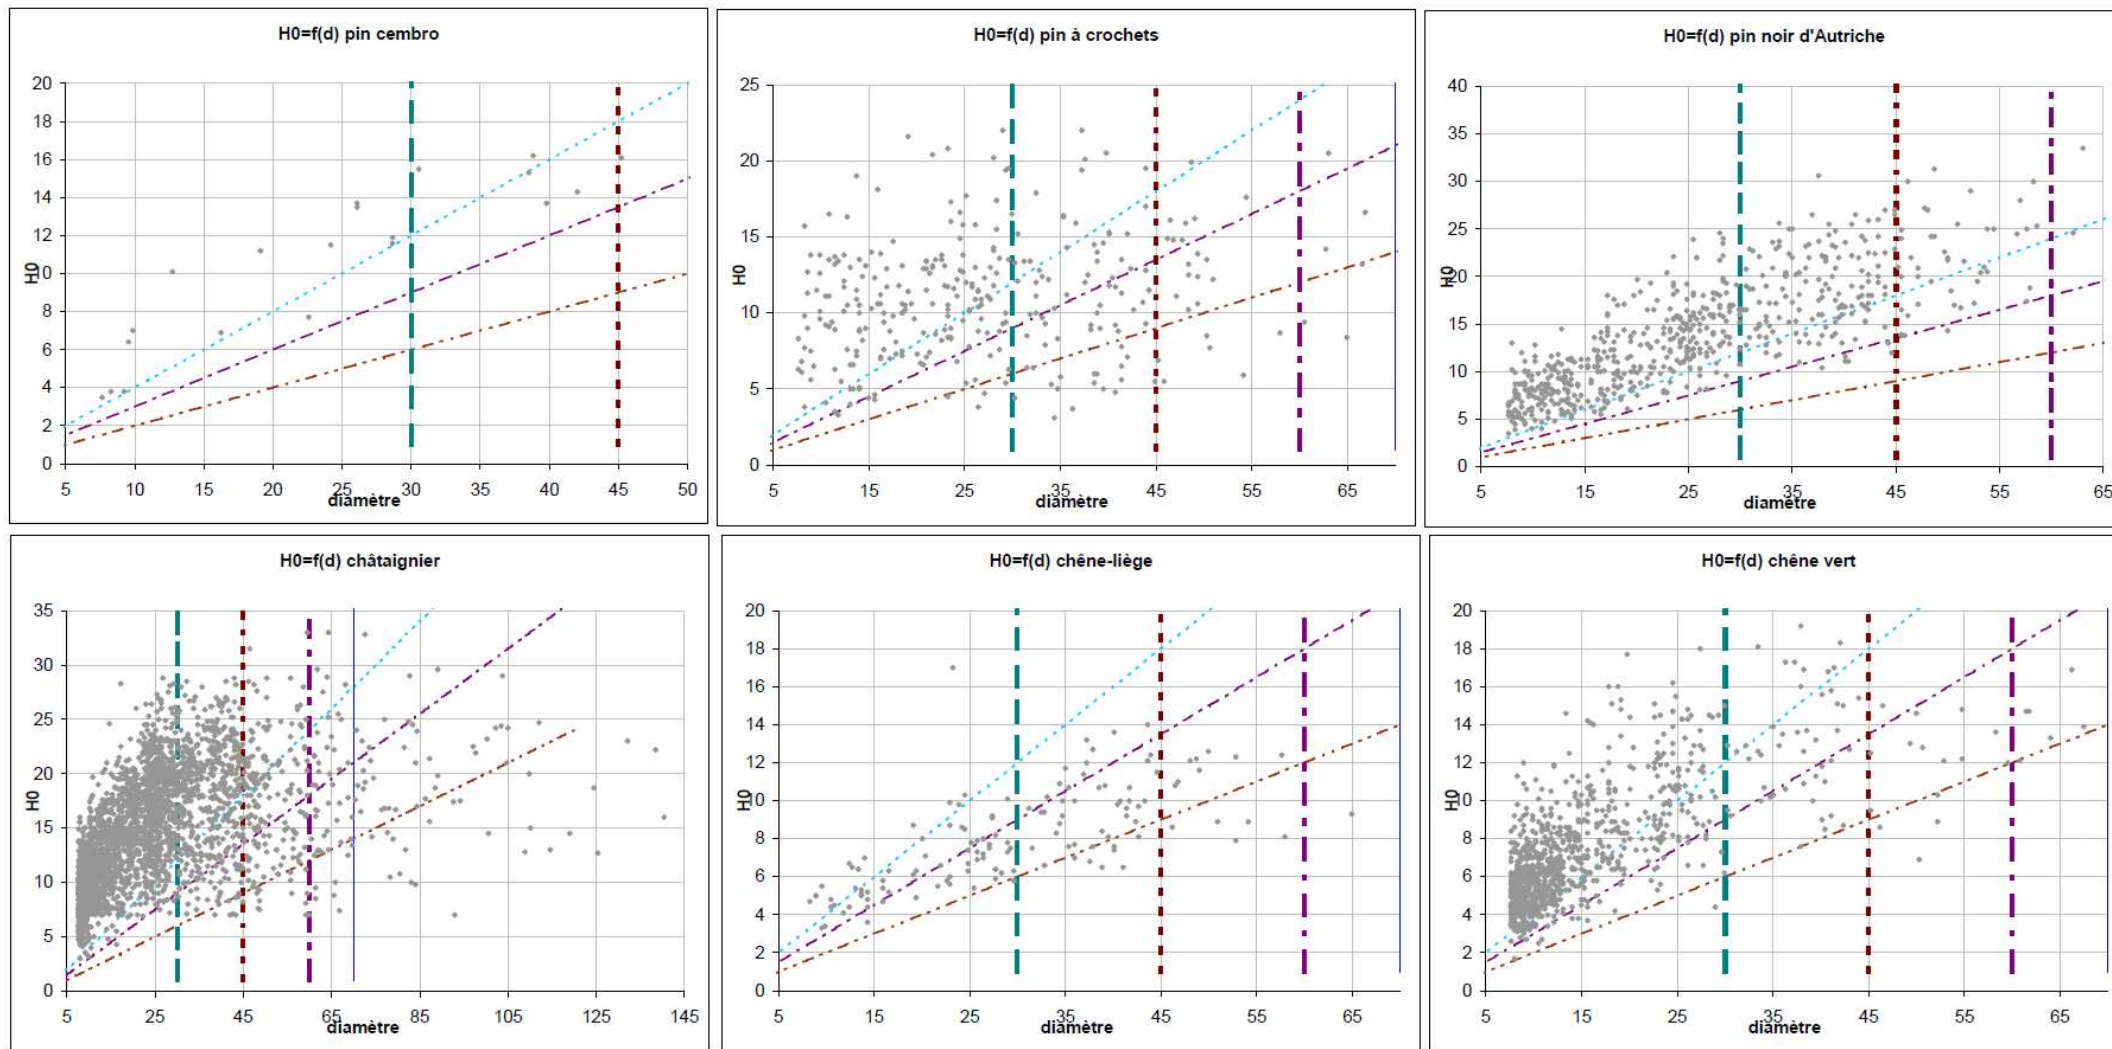 H0=f(d) pin cembro
20
18
16
14
12
10
8
6
4
2
0
H0
5 10 15 20 25 30 35 40 45 50
diamètre
H0=f(d) pin à crochets
25
20
15
10
5
0
H0
5 15 25 35 45 55 65
diamètre
H0=f(d) pin noir d'Autriche
40
35
30
25
20
15
10
5
0
H0
5 15 25 35 45 55 65
diamètre
H0=f(d) châtaignier
35
30
25
20
15
10
5
0
H0
5 25 45 65 85 105 125 145
diamètre
H0=f(d) chêne-liège
20
18
16
14
12
10
8
6
4
2
0
H0
5 15 25 35 45 55 65
diamètre
H0=f(d) chêne vert
20
18
16
14
12
10
8
6
4
2
0
H0
5 15 25 35 45 55 65
diamètre